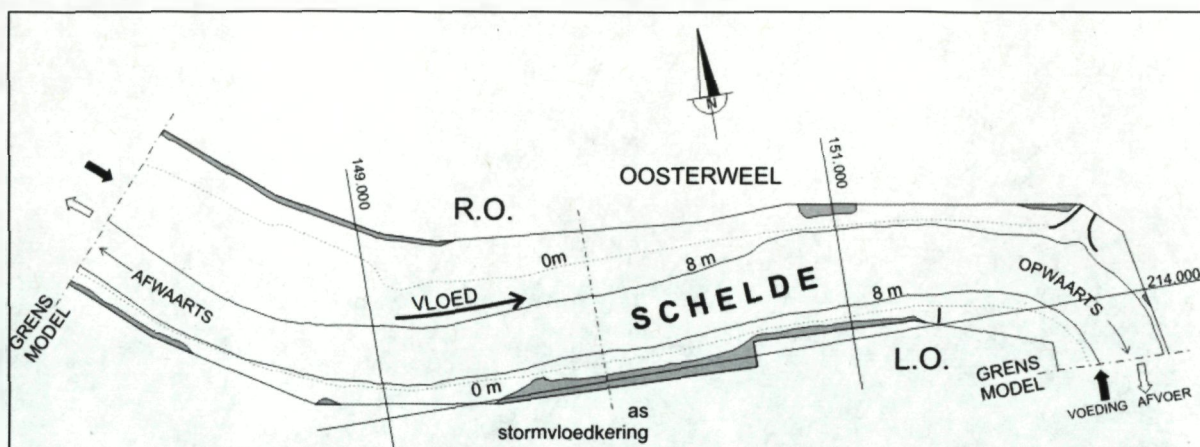 N
OOSTERWEEL
149.000
151.000
R.O.
0m
8 m
AFWAARTS
GRENS
MODEL
VLOED
SCHELDE
8 m
OPWAARTS
214.000
0 m
L.O.
GRENS
MODEL
as
stormvloedkering
VOEDING
AFVOER